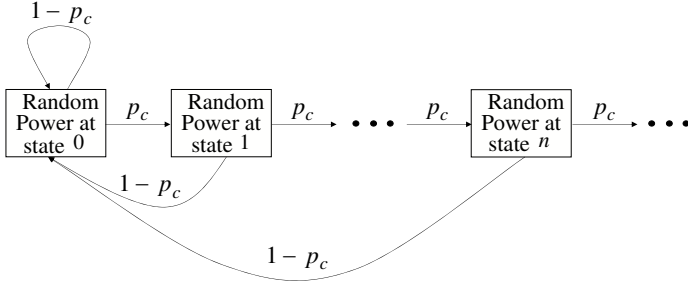 1 − p_c
Random Power at state 0
p_c
Random Power at state 1
p_c
• • •
p_c
Random Power at state n
p_c
• • •
1 − p_c
1 − p_c